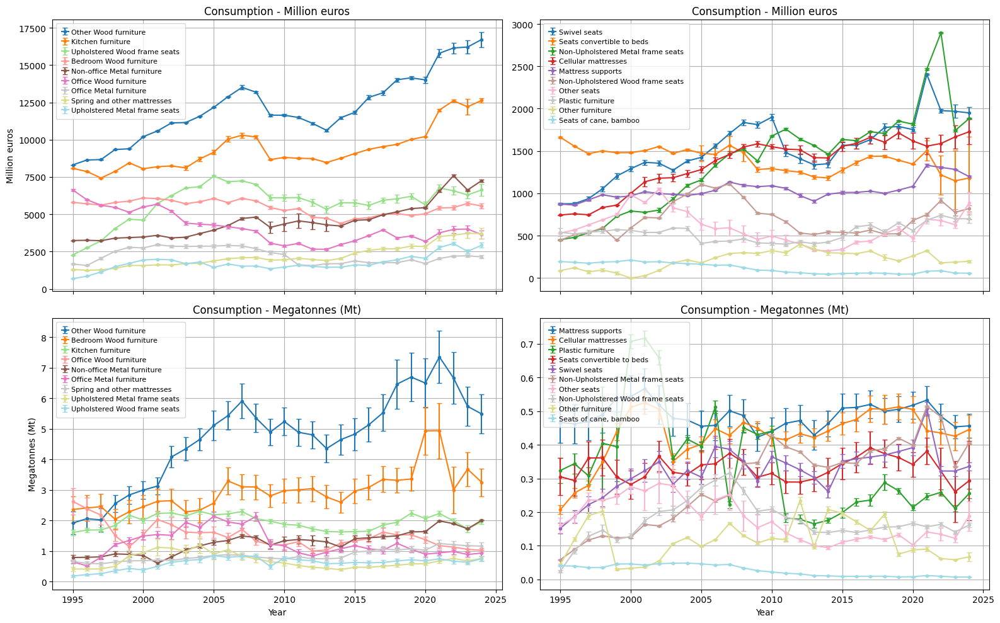 Consumption - Million euros
17500
15000
12500
10000
7500
5000
2500
0
Million euros
Other Wood furniture
Kitchen furniture
Upholstered Wood frame seats
Bedroom Wood furniture
Non-office Metal furniture
Office Wood furniture
Office Metal furniture
Spring and other mattresses
Upholstered Metal frame seats
Consumption - Million euros
3000
2500
2000
1500
1000
500
0
Swivel seats
Seats convertible to beds
Non-Upholstered Metal frame seats
Cellular mattresses
Mattress supports
Non-Upholstered Wood frame seats
Other seats
Plastic furniture
Other furniture
Seats of cane, bamboo
Consumption - Megatonnes (Mt)
8
7
6
5
4
3
2
1
0
Megatonnes (Mt)
Other Wood furniture
Bedroom Wood furniture
Kitchen furniture
Office Wood furniture
Non-office Metal furniture
Office Metal furniture
Spring and other mattresses
Upholstered Metal frame seats
Upholstered Wood frame seats
1995 2000 2005 2010 2015 2020 2025
Year
Consumption - Megatonnes (Mt)
0.7
0.6
0.5
0.4
0.3
0.2
0.1
0.0
Mattress supports
Cellular mattresses
Plastic furniture
Seats convertible to beds
Swivel seats
Non-Upholstered Metal frame seats
Other seats
Non-Upholstered Wood frame seats
Other furniture
Seats of cane, bamboo
1995 2000 2005 2010 2015 2020 2025
Year